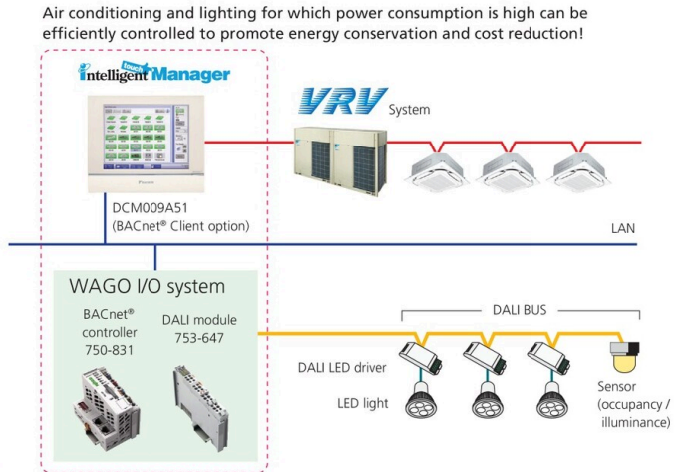 Air conditioning and lighting for which power consumption is high can be
efficiently controlled to promote energy conservation and cost reduction!
intelligent touch Manager
VRV System
DCM009A51
(BACnet® Client option)
LAN
WAGO I/O system
BACnet®
controller
750-831
DALI module
753-647
DALI BUS
DALI LED driver
LED light
Sensor
(occupancy /
illuminance)